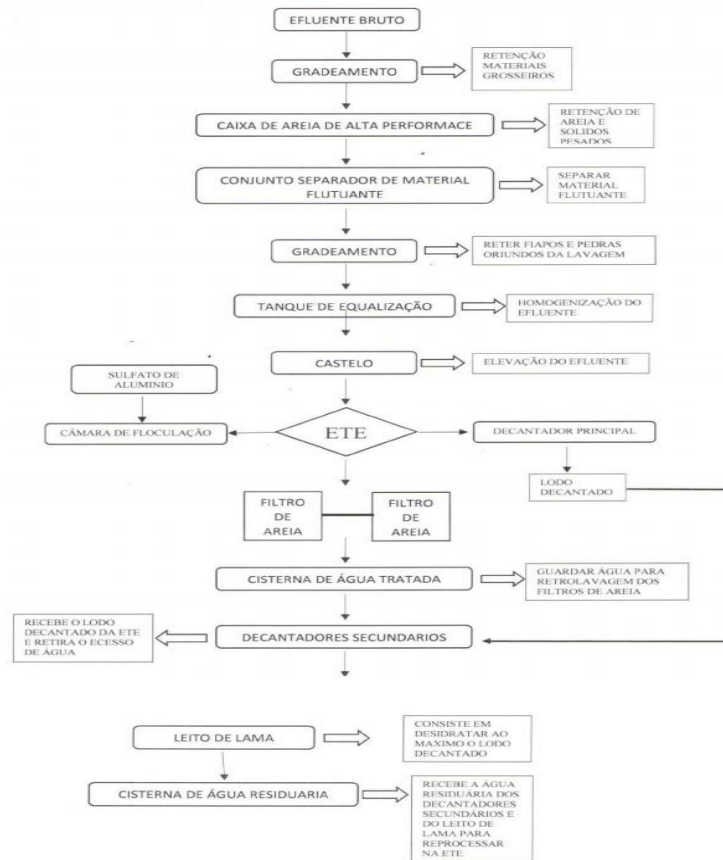 EFLUENTE BRUTO
GRADEAMENTO
RETENÇÃO
MATERIAIS
GROSSEIROS
CAIXA DE AREIA DE ALTA PERFORMACE
RETENÇÃO DE
AREIA E
SOLIDOS
PESADOS
CONJUNTO SEPARADOR DE MATERIAL
FLUTUANTE
SEPARAR
MATERIAL
FLUTUANTE
GRADEAMENTO
RETER FIAPOS E PEDRAS
ORIUNDOS DA LAVAGEM
TANQUE DE EQUALIZAÇÃO
HOMOGENIZAÇÃO DO
EFLUENTE
CASTELO
ELEVAÇÃO DO EFLUENTE
SULFATO DE
ALUMINIO
CÂMARA DE FLOCULAÇÃO
ETE
DECANTADOR PRINCIPAL
LODO
DECANTADO
FILTRO
DE
AREIA
FILTRO
DE
AREIA
CISTERNA DE ÁGUA TRATADA
GUARDAR ÁGUA PARA
RETROLAVAGEM DOS
FILTROS DE AREIA
RECEBE O LODO
DECANTADO DA ETE
E RETIRA O ECESSO
DE ÁGUA
DECANTADORES SECUNDARIOS
LEITO DE LAMA
CONSISTE EM
DESIDRATAR AO
MAXIMO O LODO
DECANTADO
CISTERNA DE ÁGUA RESIDUARIA
RECEBE A ÁGUA
RESIDUÁRIA DOS
DECANTADORES
SECUNDÁRIOS E
DO LEITO DE
LAMA PARA
REPROCESSAR
NA ETE